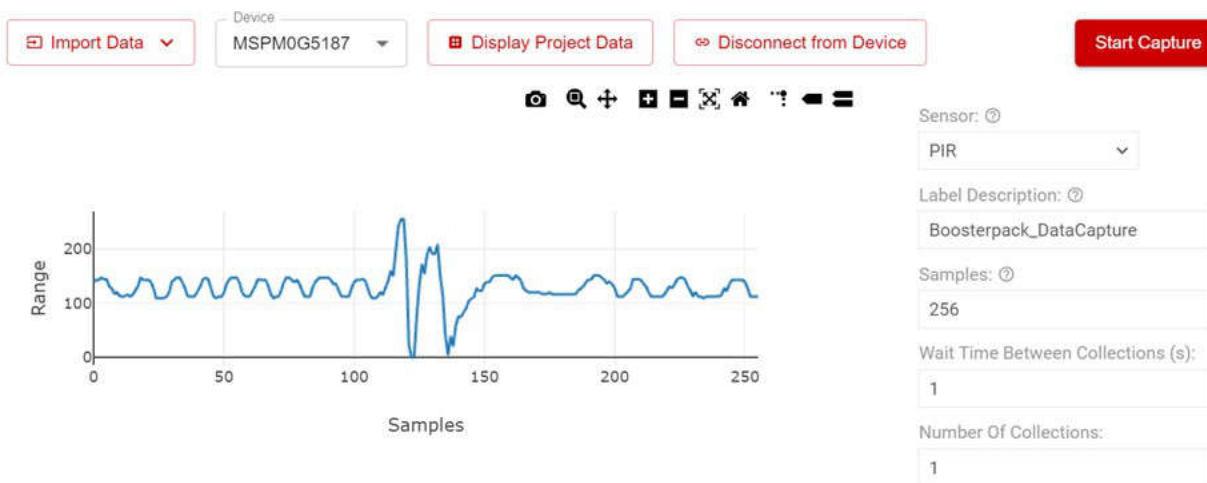 Import Data
Device
MSPM0G5187
Display Project Data
Disconnect from Device
Start Capture
Sensor:
PIR
Label Description:
Boosterpack_DataCapture
Samples:
256
Wait Time Between Collections (s):
1
Number Of Collections:
1
Range
200
100
0
0 50 100 150 200 250
Samples